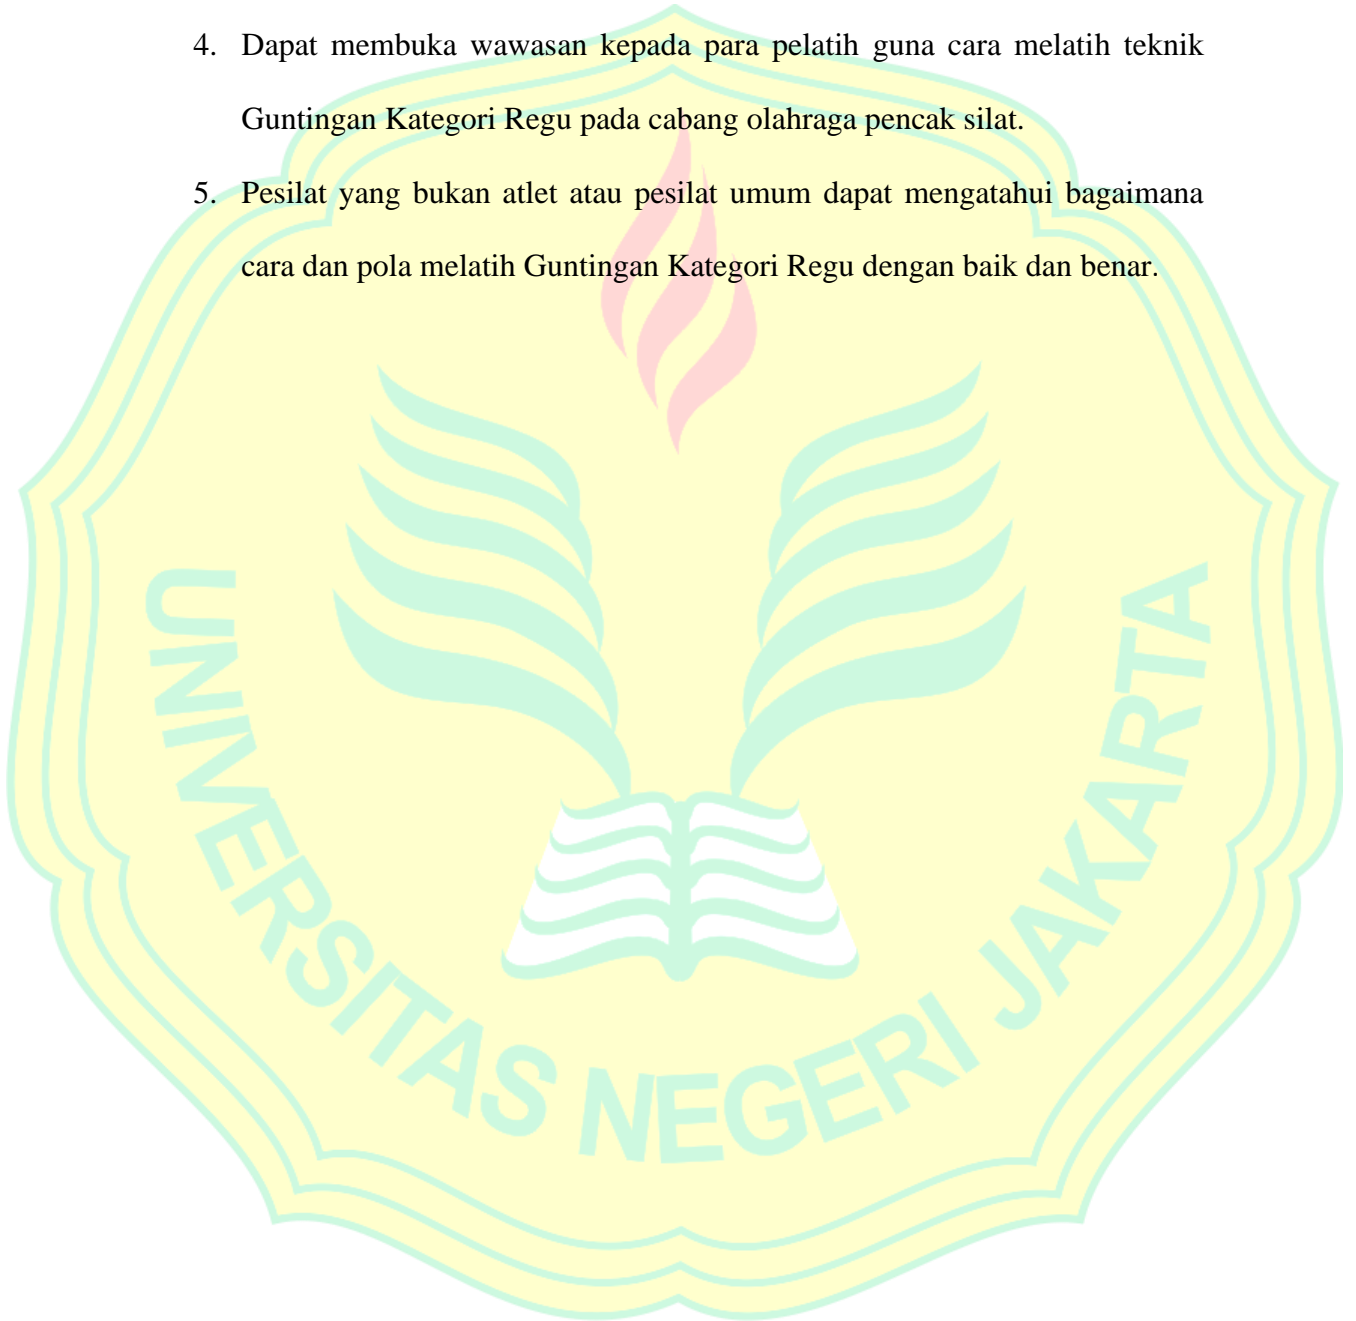 4. Dapat membuka wawasan kepada para pelatih guna cara melatih teknik
Guntingan Kategori Regu pada cabang olahraga pencak silat.
5. Pesilat yang bukan atlet atau pesilat umum dapat mengatahui bagaimana
cara dan pola melatih Guntingan Kategori Regu dengan baik dan benar.
UNIVERSITAS NEGERI JAKARTA